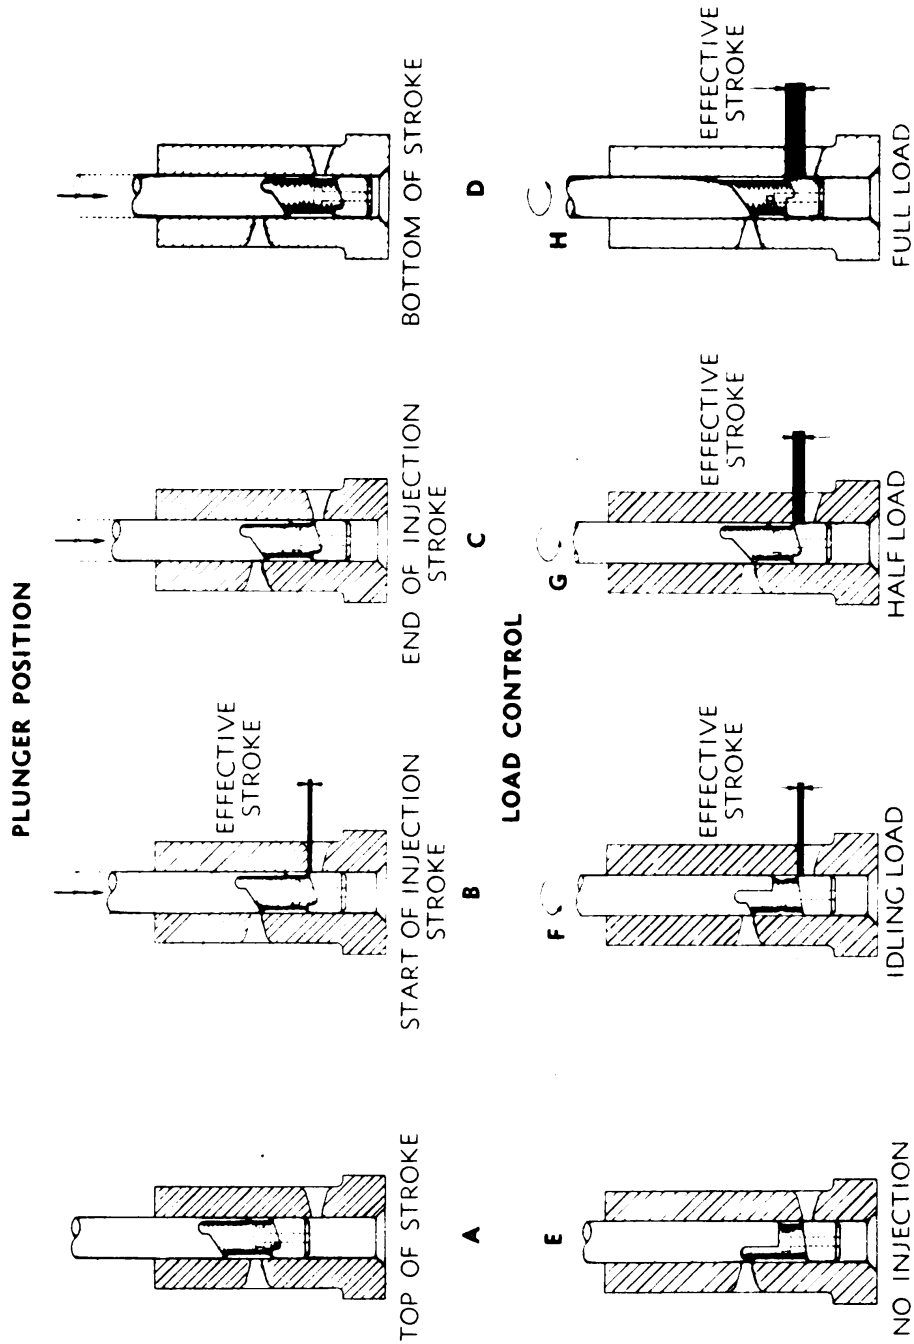 PLUNGER POSITION
EFFECTIVE
STROKE
TOP OF STROKE
START OF INJECTION
STROKE
END OF INJECTION
STROKE
BOTTOM OF STROKE
A
B
C
D
LOAD CONTROL
E
F
G
H
EFFECTIVE
STROKE
EFFECTIVE
STROKE
EFFECTIVE
STROKE
NO INJECTION
IDLING LOAD
HALF LOAD
FULL LOAD